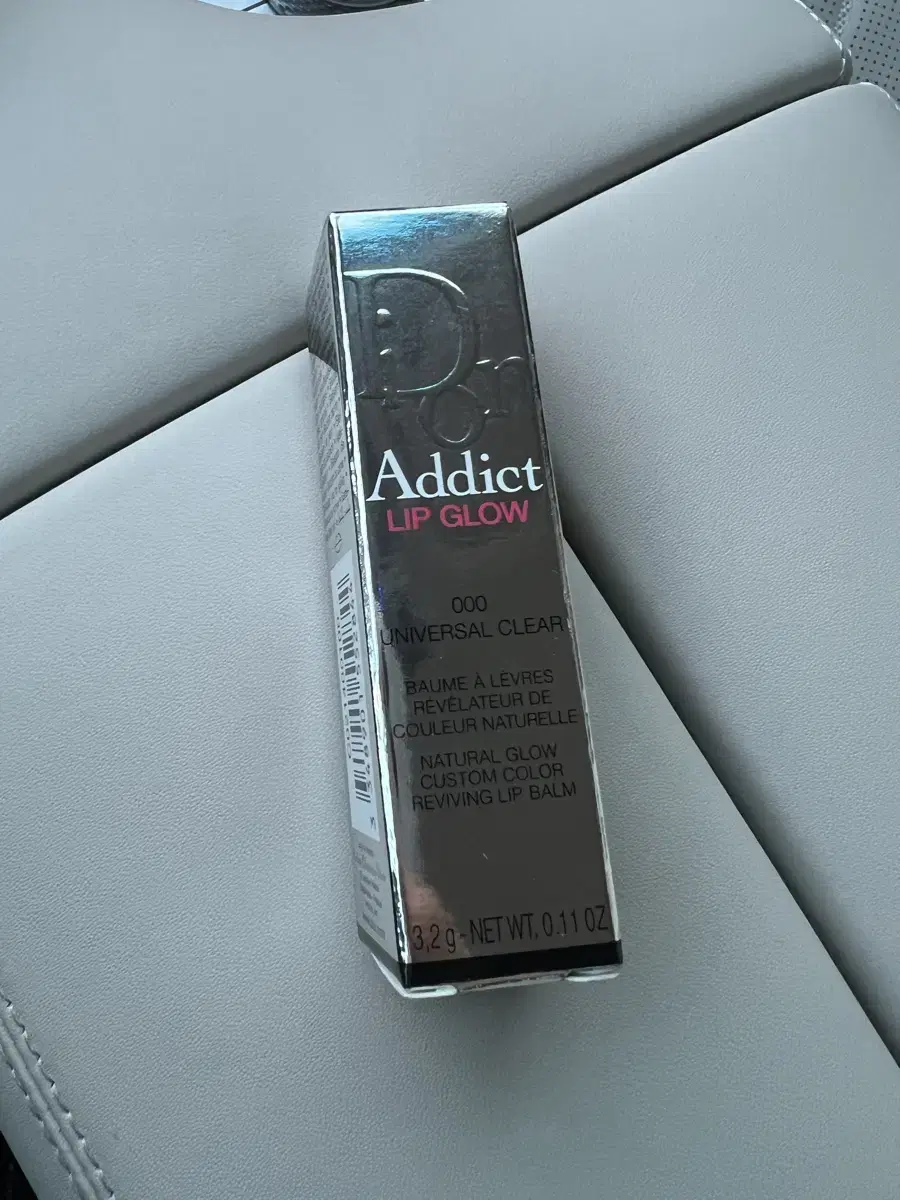 Dior
Addict
LIP GLOW
000
UNIVERSAL CLEAR
BAUME À LÈVRES
RÉVÉLATEUR DE
COULEUR NATURELLE
NATURAL GLOW
CUSTOM COLOR
REVIVING LIP BALM
3,2 g - NET WT. 0.11 OZ